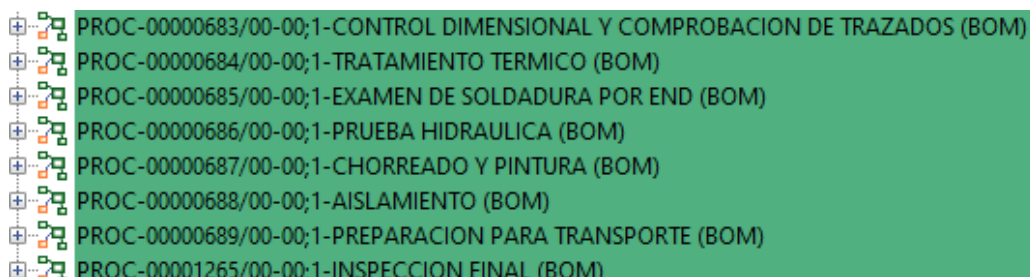 PROC-00000683/00-00;1-CONTROL DIMENSIONAL Y COMPROBACION DE TRAZADOS (BOM)
PROC-00000684/00-00;1-TRATAMIENTO TERMICO (BOM)
PROC-00000685/00-00;1-EXAMEN DE SOLDADURA POR END (BOM)
PROC-00000686/00-00;1-PRUEBA HIDRAULICA (BOM)
PROC-00000687/00-00;1-CHORREADO Y PINTURA (BOM)
PROC-00000688/00-00;1-AISLAMIENTO (BOM)
PROC-00000689/00-00;1-PREPARACION PARA TRANSPORTE (BOM)
PROC-00001265/00-00;1-INSPECCION FINAL (BOM)